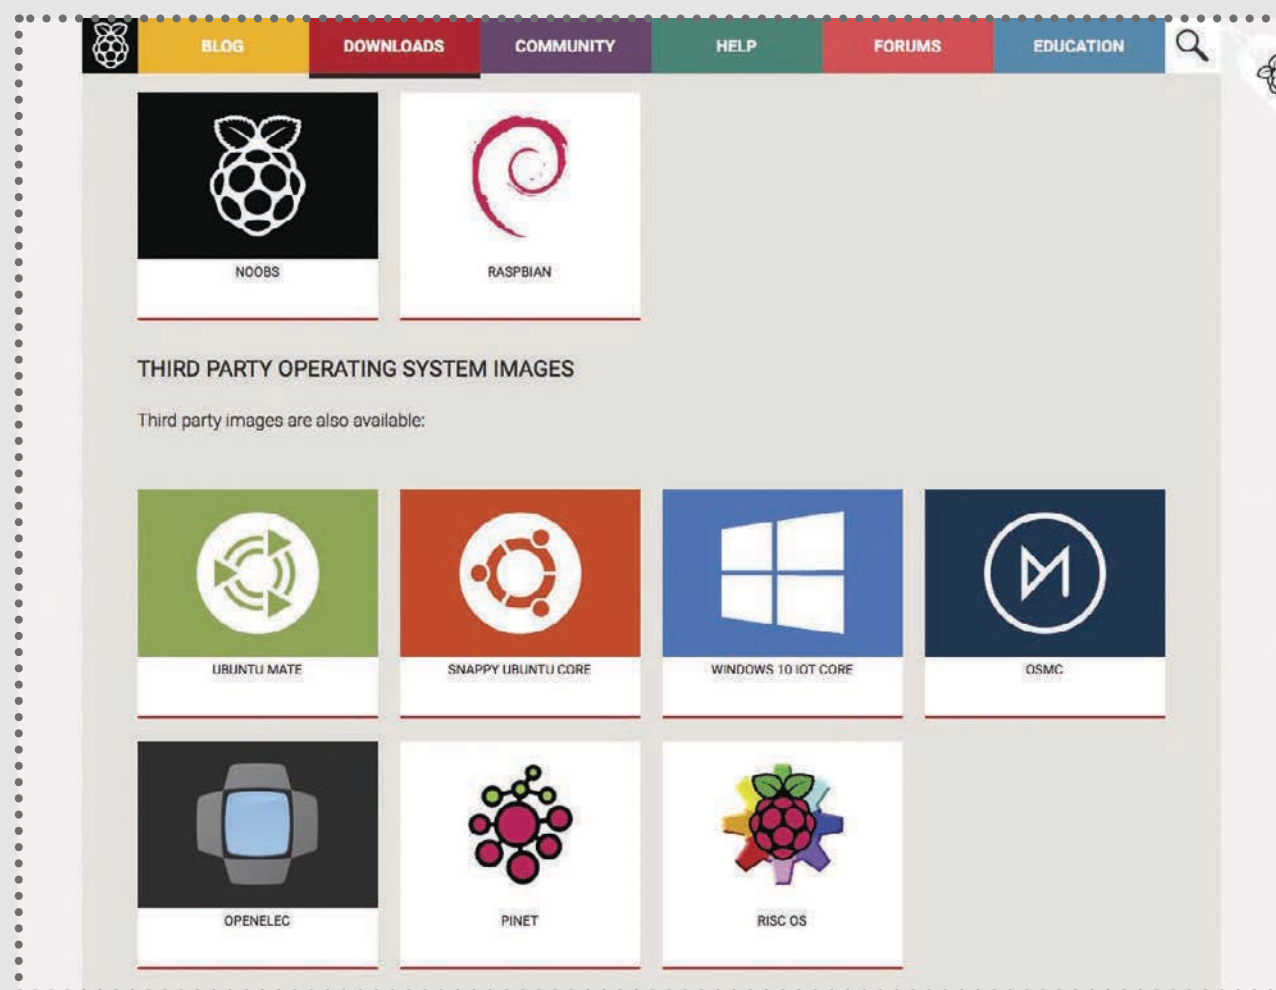 BLOG DOWNLOADS COMMUNITY HELP FORUMS EDUCATION
NOOBS RASPBIAN
THIRD PARTY OPERATING SYSTEM IMAGES
Third party images are also available:
UBUNTU MATE SNAPPY UBUNTU CORE WINDOWS 10 IOT CORE OSMC
OPENELEC PINET RISC OS